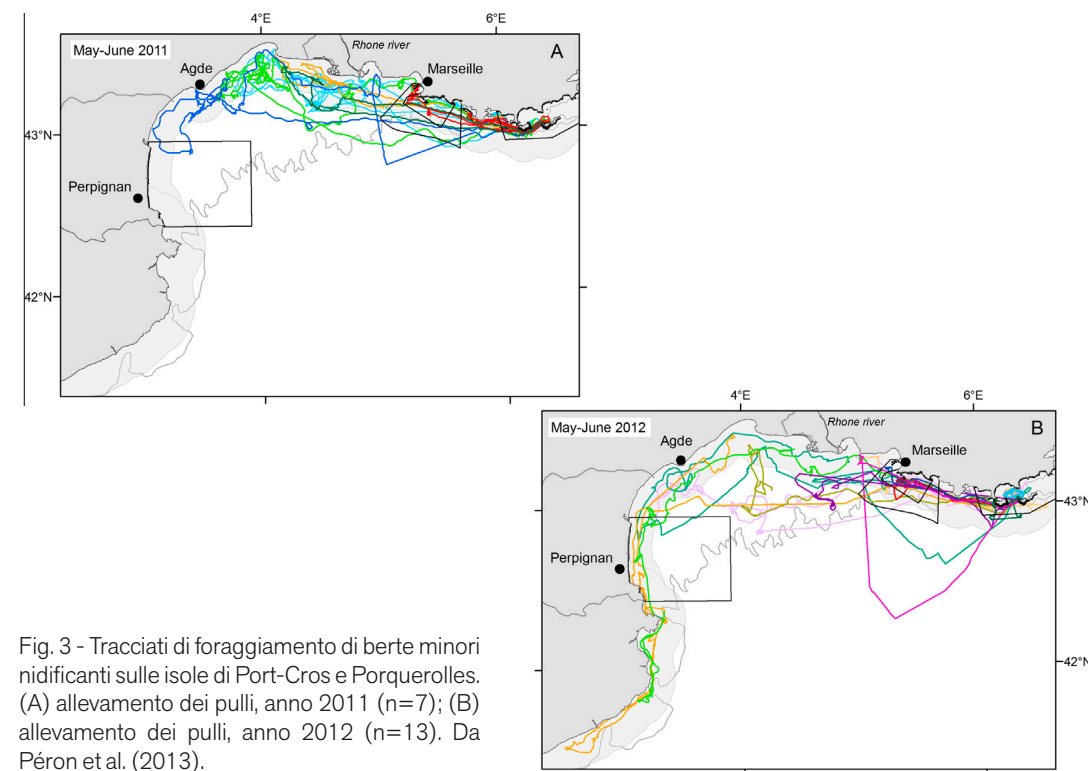 4°E
6°E
May-June 2011
Rhone river
A
Agde
Marseille
43°N
Perpignan
42°N
4°E
6°E
May-June 2012
Rhone river
B
Agde
Marseille
43°N
Perpignan
42°N
Fig. 3 - Tracciati di foraggiamento di berte minori
nidificanti sulle isole di Port-Cros e Porquerolles.
(A) allevamento dei pulli, anno 2011 (n=7); (B)
allevamento dei pulli, anno 2012 (n=13). Da
Péron et al. (2013).